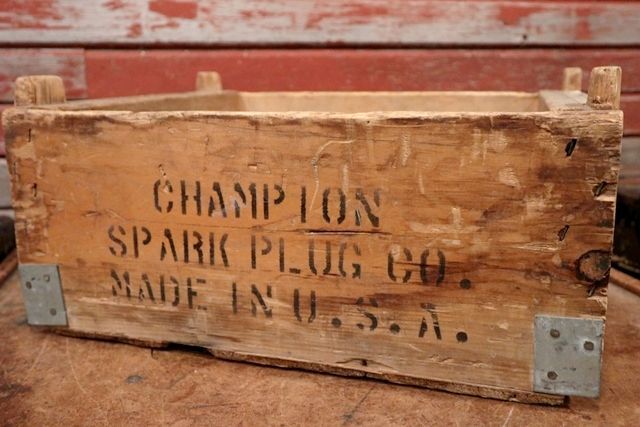 CHAMPION
SPARK PLUG CO.
MADE IN U.S.A.